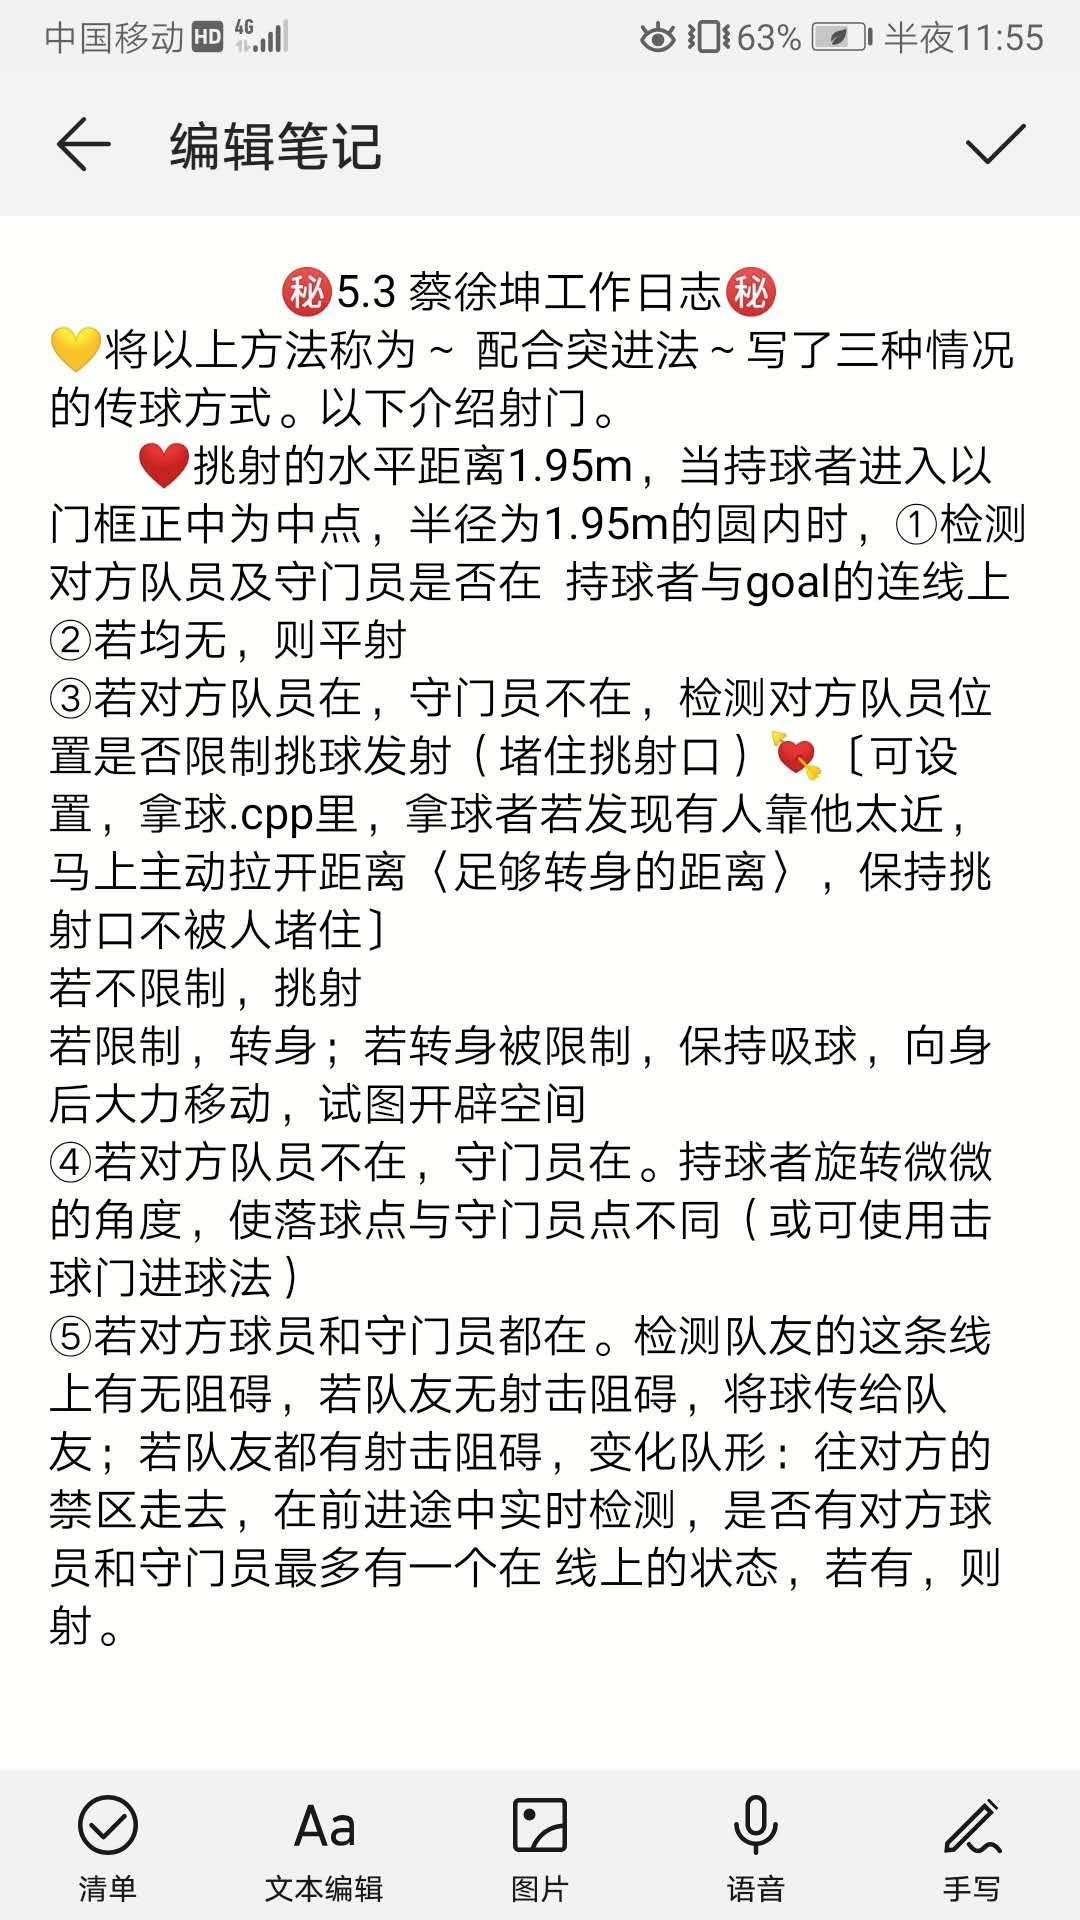 中国移动 HD 4G 63% 半夜11:55
编辑笔记
㊙5.3 蔡徐坤工作日志㊙
💛将以上方法称为 ~ 配合突进法 ~ 写了三种情况
的传球方式。以下介绍射门。
❤挑射的水平距离1.95m，当持球者进入以
门框正中为中点，半径为1.95m的圆内时，①检测
对方队员及守门员是否在 持球者与goal的连线上
②若均无，则平射
③若对方队员在，守门员不在，检测对方队员位
置是否限制挑球发射（堵住挑射口）💘〔可设
置，拿球.cpp里，拿球者若发现有人靠他太近，
马上主动拉开距离〈足够转身的距离〉，保持挑
射口不被人堵住〕
若不限制，挑射
若限制，转身；若转身被限制，保持吸球，向身
后大力移动，试图开辟空间
④若对方队员不在，守门员在。持球者旋转微微
的角度，使落球点与守门员点不同（或可使用击
球门进球法）
⑤若对方球员和守门员都在。检测队友的这条线
上有无阻碍，若队友无射击阻碍，将球传给队
友；若队友都有射击阻碍，变化队形：往对方的
禁区走去，在前进途中实时检测，是否有对方球
员和守门员最多有一个在 线上的状态，若有，则
射。
清单 Aa 文本编辑 图片 语音 手写